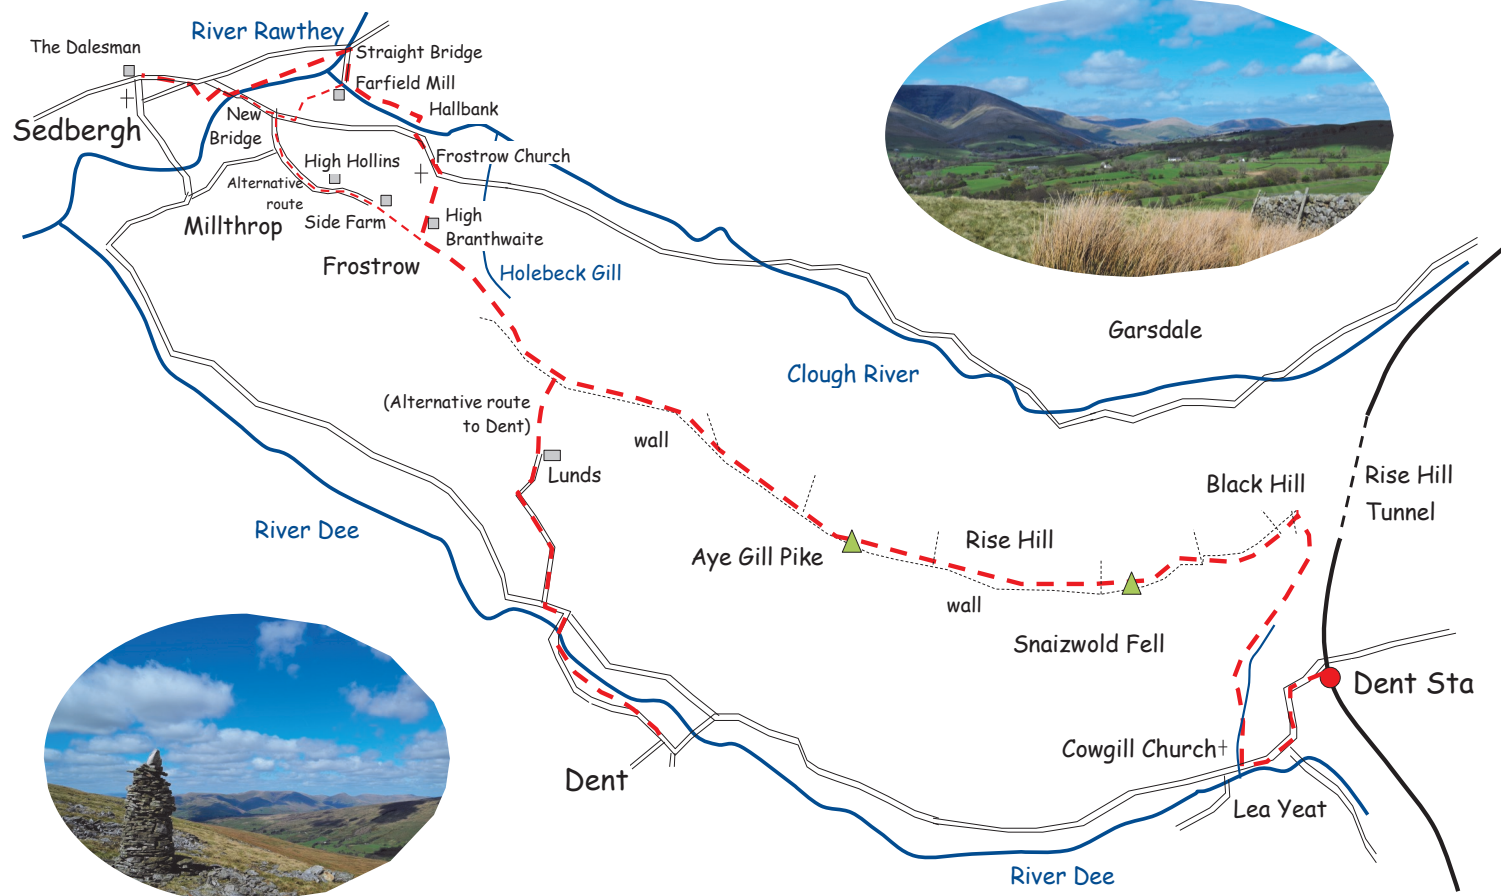 River Rawthey
The Dalesman
Straight Bridge
Farfield Mill
Hallbank
New
Bridge
Sedbergh
Frostrow Church
High Hollins
Alternative
route
Side Farm
High
Branthwaite
Millthrop
Frostrow
Holebeck Gill
Garsdale
Clough River
(Alternative route
to Dent)
wall
Lunds
Black Hill
Rise Hill
Tunnel
River Dee
Aye Gill Pike
Rise Hill
wall
Snaizwold Fell
Dent Sta
Cowgill Church
Dent
Lea Yeat
River Dee